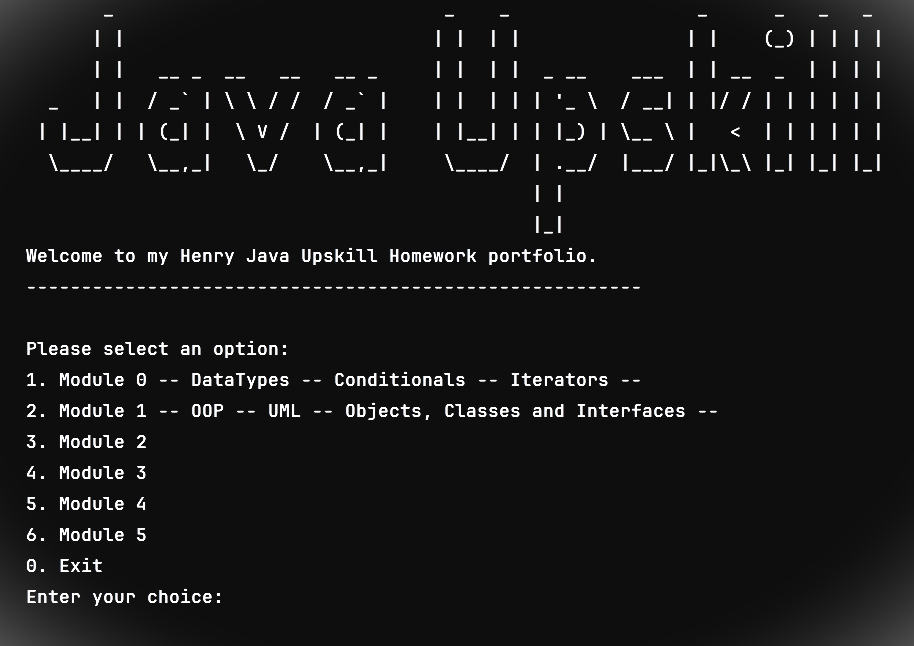 Java Upskill
Welcome to my Henry Java Upskill Homework portfolio.
--------------------------------------------------------
Please select an option:
1. Module 0 -- DataTypes -- Conditionals -- Iterators --
2. Module 1 -- OOP -- UML -- Objects, Classes and Interfaces --
3. Module 2
4. Module 3
5. Module 4
6. Module 5
0. Exit
Enter your choice: